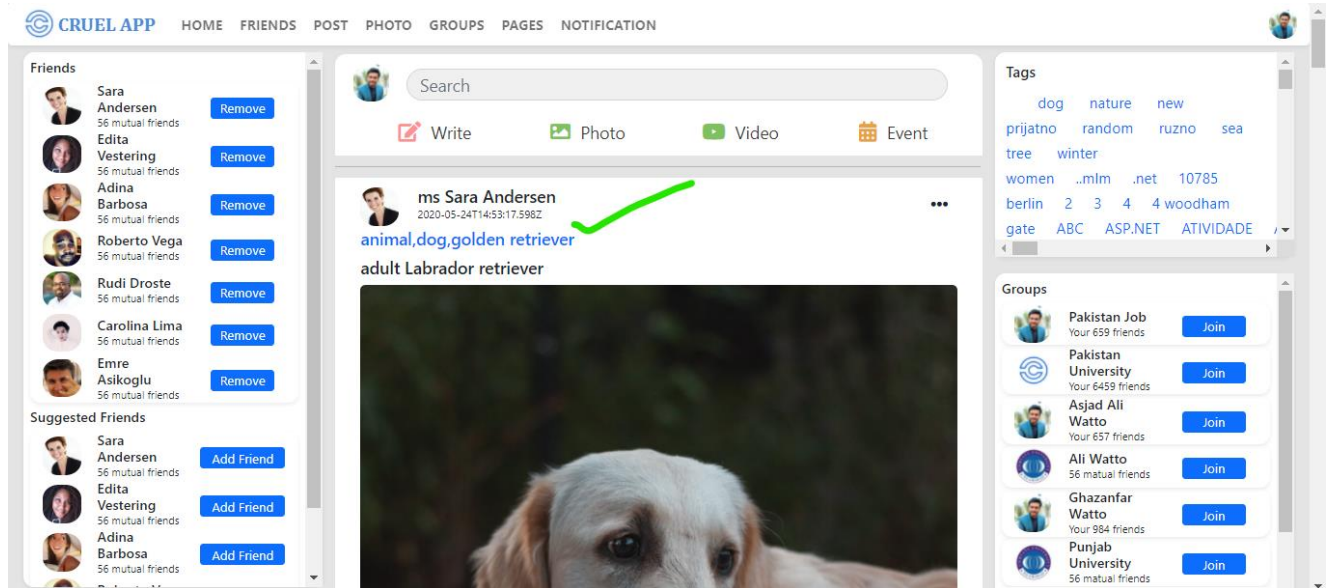 CRUEL APP HOME FRIENDS POST PHOTO GROUPS PAGES NOTIFICATION
Friends
Sara
Andersen
56 mutual friends
Remove
Edita
Vestering
56 mutual friends
Remove
Adina
Barbosa
56 mutual friends
Remove
Roberto Vega
56 mutual friends
Remove
Rudi Droste
56 mutual friends
Remove
Carolina Lima
56 mutual friends
Remove
Emre
Asikoglu
56 mutual friends
Remove
Suggested Friends
Sara
Andersen
56 mutual friends
Add Friend
Edita
Vestering
56 mutual friends
Add Friend
Adina
Barbosa
56 mutual friends
Add Friend
Search
Write Photo Video Event
ms Sara Andersen
2020-05-24T14:53:17.598Z
animal,dog,golden retriever
adult Labrador retriever
Tags
dog nature new
prijatno random ruzno sea
tree winter
women ..mlm .net 10785
berlin 2 3 4 4 woodham
gate ABC ASP.NET ATIVIDADE
Groups
Pakistan Job
Your 659 friends
Join
Pakistan
University
Your 6459 friends
Join
Asjad Ali
Watto
Your 657 friends
Join
Ali Watto
56 matual friends
Join
Ghazanfar
Watto
Your 984 friends
Join
Punjab
University
56 matual friends
Join